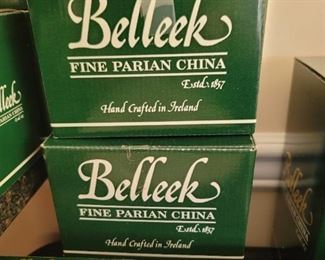 Belleek
FINE PARIAN CHINA
Estd. 1857
Hand Crafted in Ireland
Belleek
FINE PARIAN CHINA
Estd. 1857
Hand Crafted in Ireland